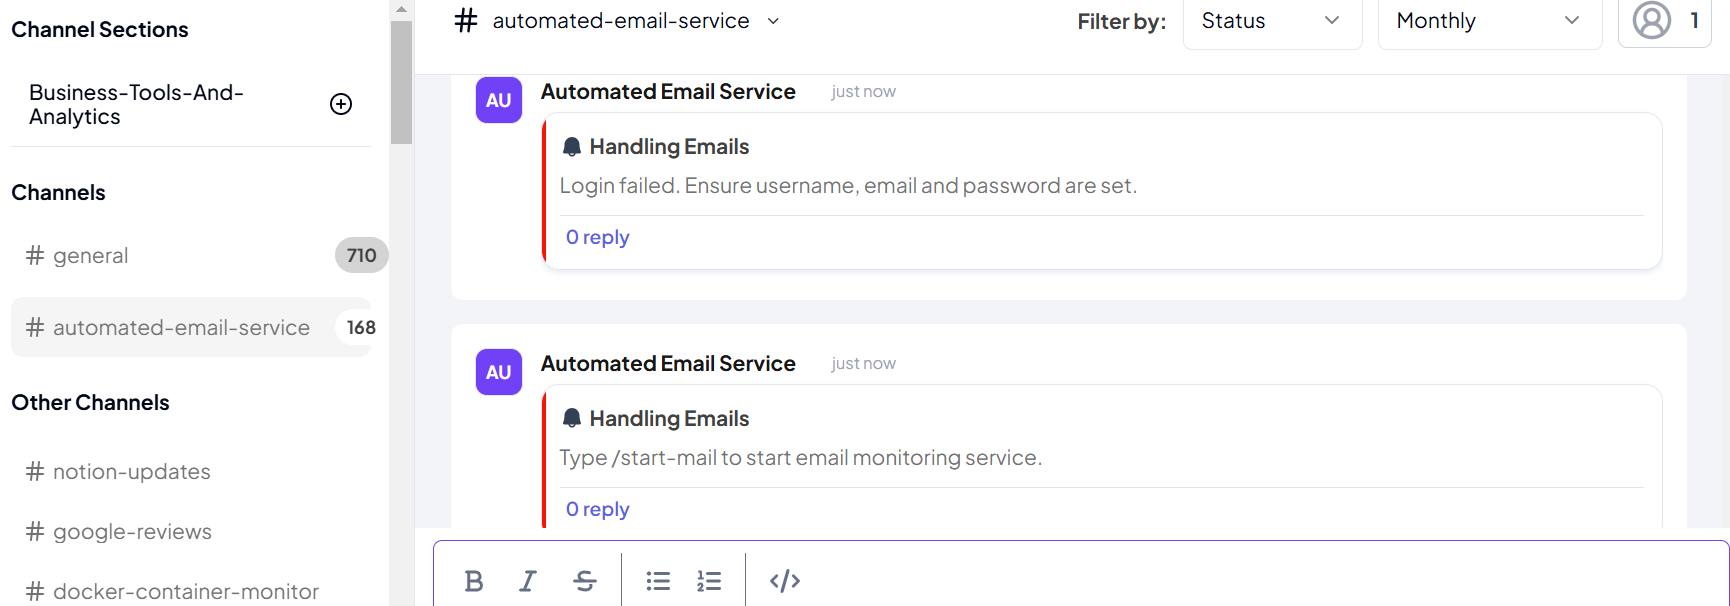 Channel Sections
Business-Tools-And-
Analytics
Channels
# general 710
# automated-email-service 168
Other Channels
# notion-updates
# google-reviews
# docker-container-monitor
# automated-email-service
Filter by: Status Monthly 1
AU Automated Email Service just now
Handling Emails
Login failed. Ensure username, email and password are set.
0 reply
AU Automated Email Service just now
Handling Emails
Type /start-mail to start email monitoring service.
0 reply